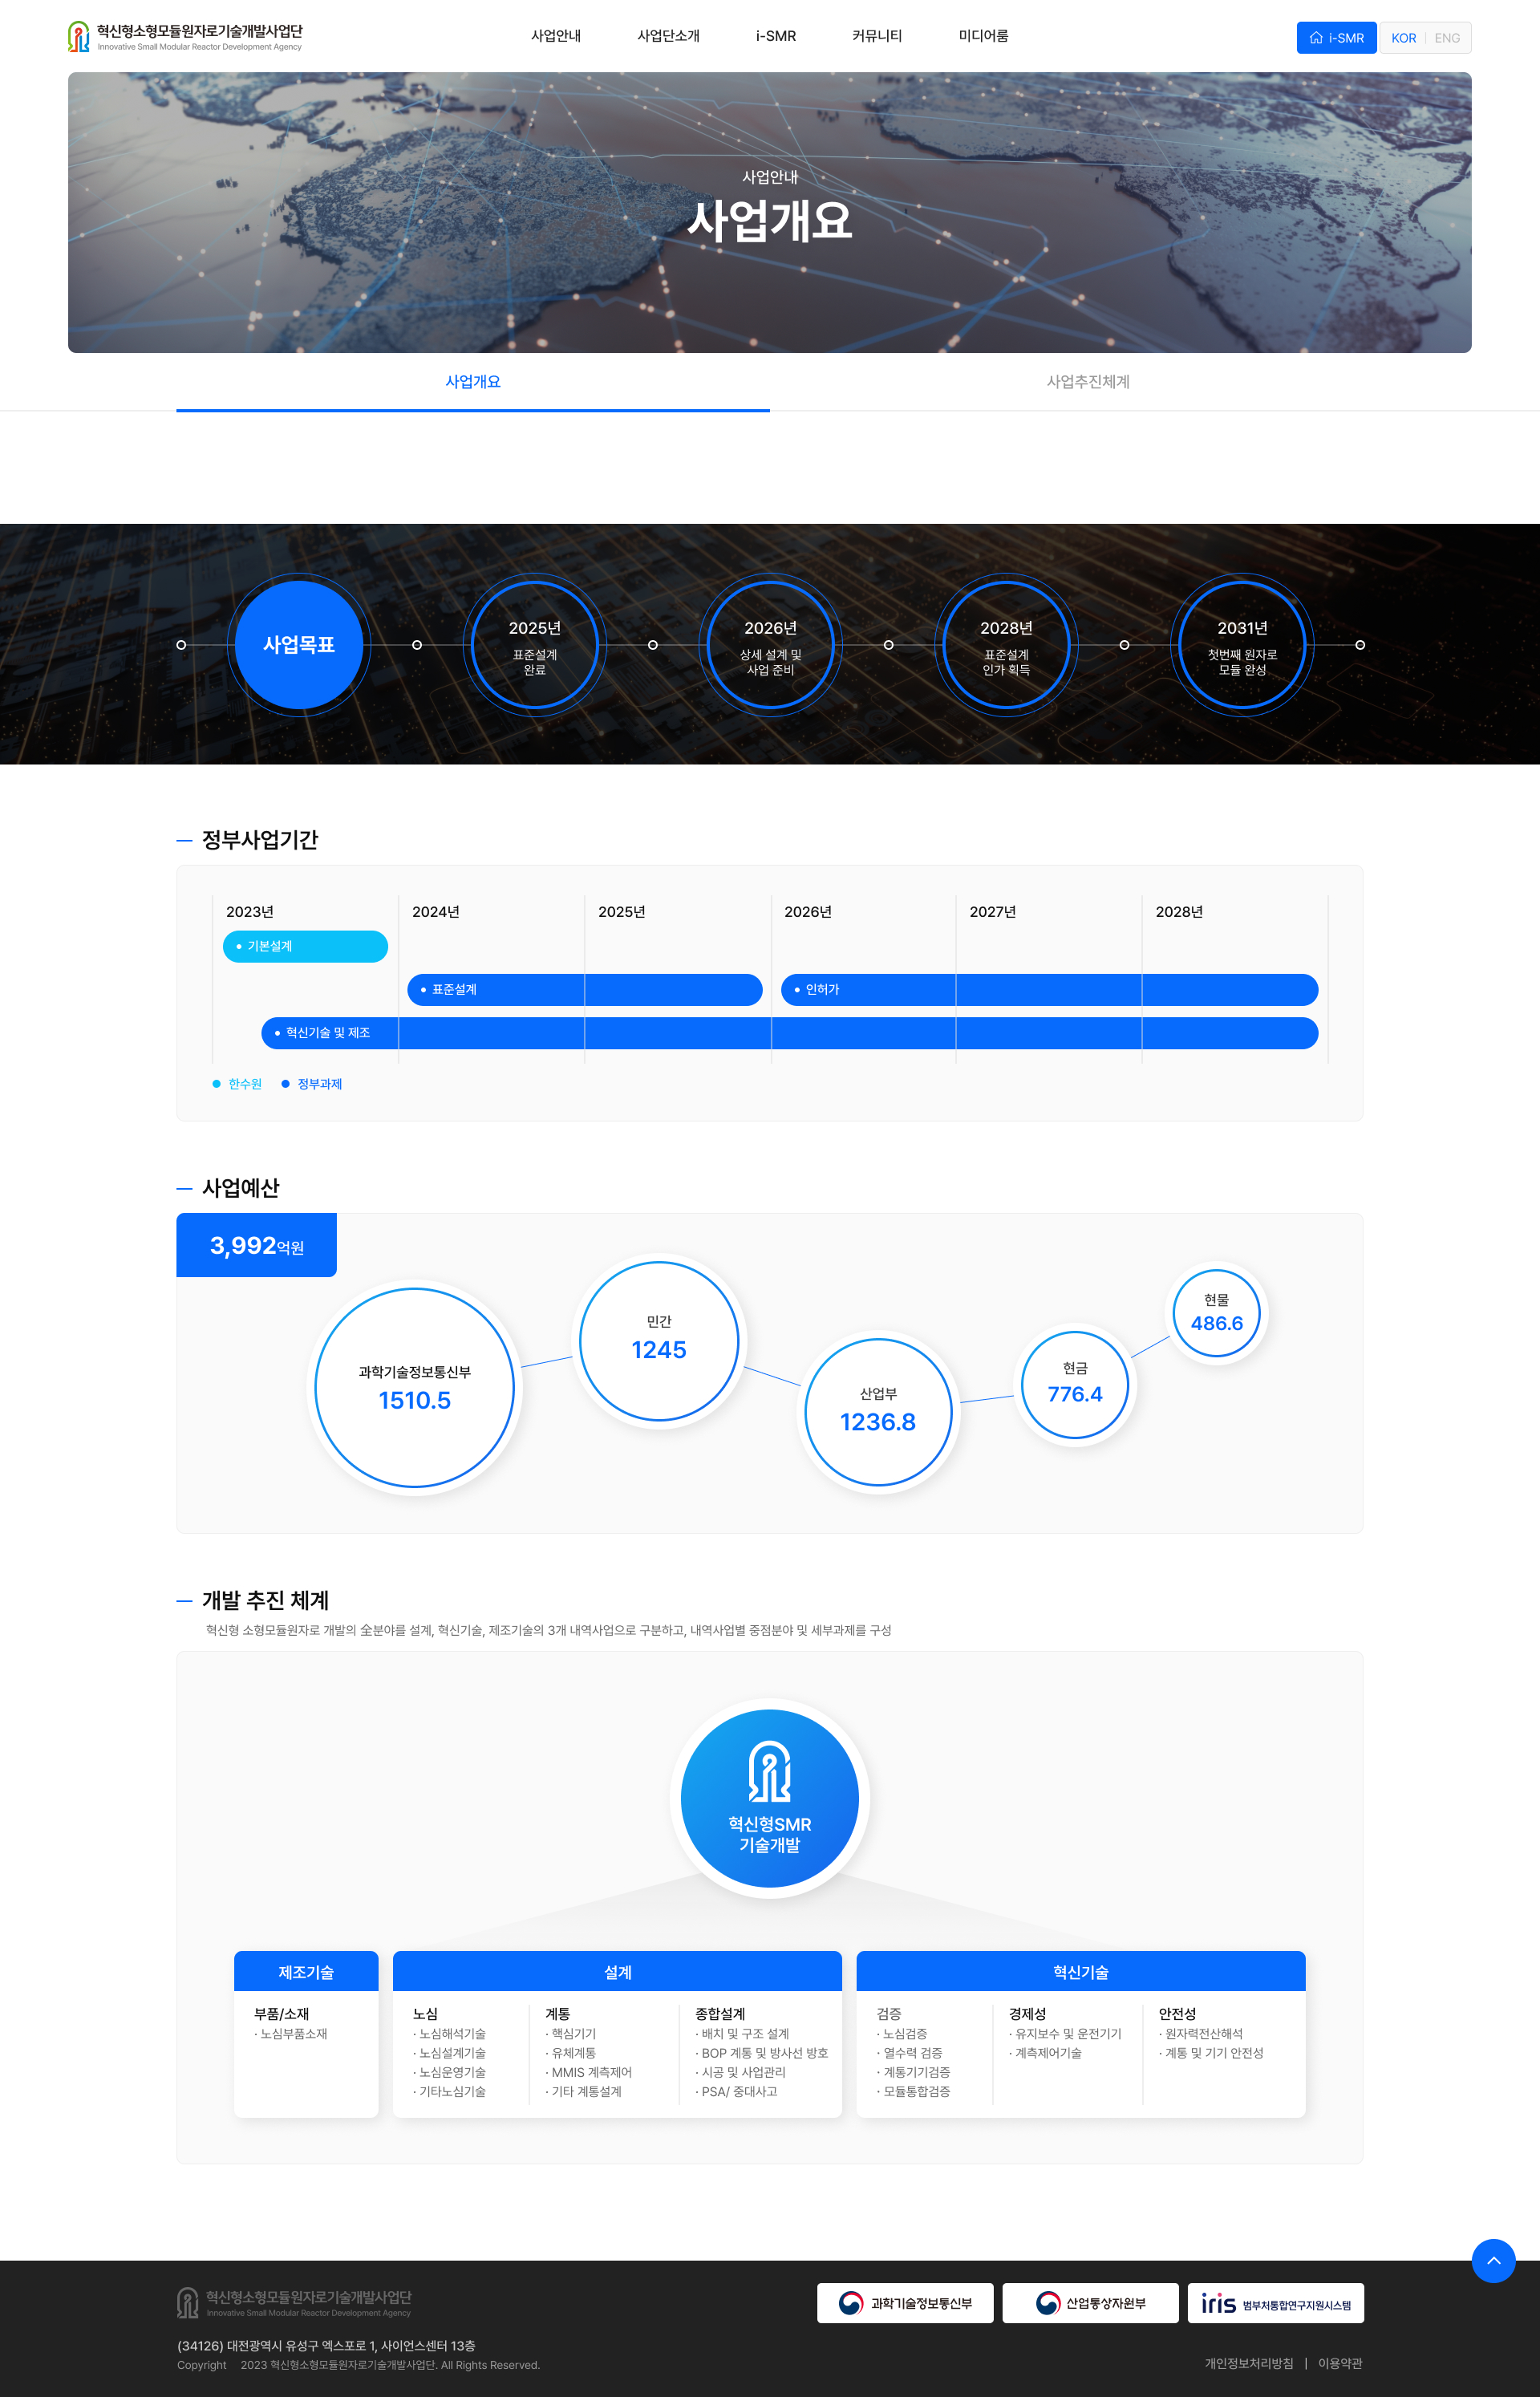 혁신형소형모듈원자로기술개발사업단
Innovative Small Modular Reactor Development Agency
사업안내
사업단소개
i-SMR
커뮤니티
미디어룸
i-SMR
KOR
ENG
사업안내
사업개요
사업개요
사업추진체계
사업목표
2025년
표준설계
완료
2026년
상세 설계 및
사업 준비
2028년
표준설계
인가 획득
2031년
첫번째 원자로
모듈 완성
정부사업기간
2023년
2024년
2025년
2026년
2027년
2028년
기본설계
표준설계
인허가
혁신기술 및 제조
한수원
정부과제
사업예산
3,992억원
과학기술정보통신부
1510.5
민간
1245
산업부
1236.8
현금
776.4
현물
486.6
개발 추진 체계
혁신형 소형모듈원자로 개발의 全분야를 설계, 혁신기술, 제조기술의 3개 내역사업으로 구분하고, 내역사업별 중점분야 및 세부과제를 구성
혁신형SMR
기술개발
제조기술
부품/소재
· 노심부품소재
설계
노심
· 노심해석기술
· 노심설계기술
· 노심운영기술
· 기타노심기술
계통
· 핵심기기
· 유체계통
· MMIS 계측제어
· 기타 계통설계
종합설계
· 배치 및 구조 설계
· BOP 계통 및 방사선 방호
· 시공 및 사업관리
· PSA/ 중대사고
혁신기술
검증
· 노심검증
· 열수력 검증
· 계통기기검증
· 모듈통합검증
경제성
· 유지보수 및 운전기기
· 계측제어기술
안전성
· 원자력전산해석
· 계통 및 기기 안전성
혁신형소형모듈원자로기술개발사업단
Innovative Small Modular Reactor Development Agency
과학기술정보통신부
산업통상자원부
iris 범부처통합연구지원시스템
(34126) 대전광역시 유성구 엑스포로 1, 사이언스센터 13층
Copyright 2023 혁신형소형모듈원자로기술개발사업단. All Rights Reserved.
개인정보처리방침 | 이용약관